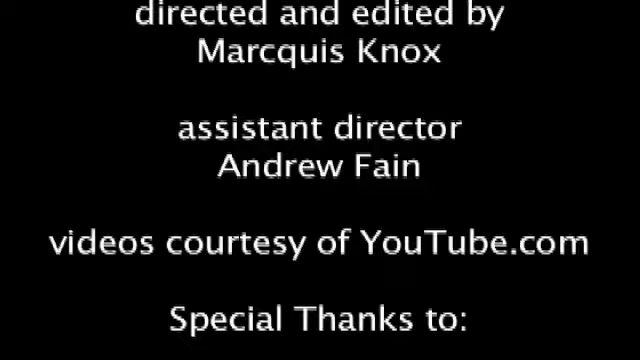 directed and edited by
Marcquis Knox
assistant director
Andrew Fain
videos courtesy of YouTube.com
Special Thanks to: